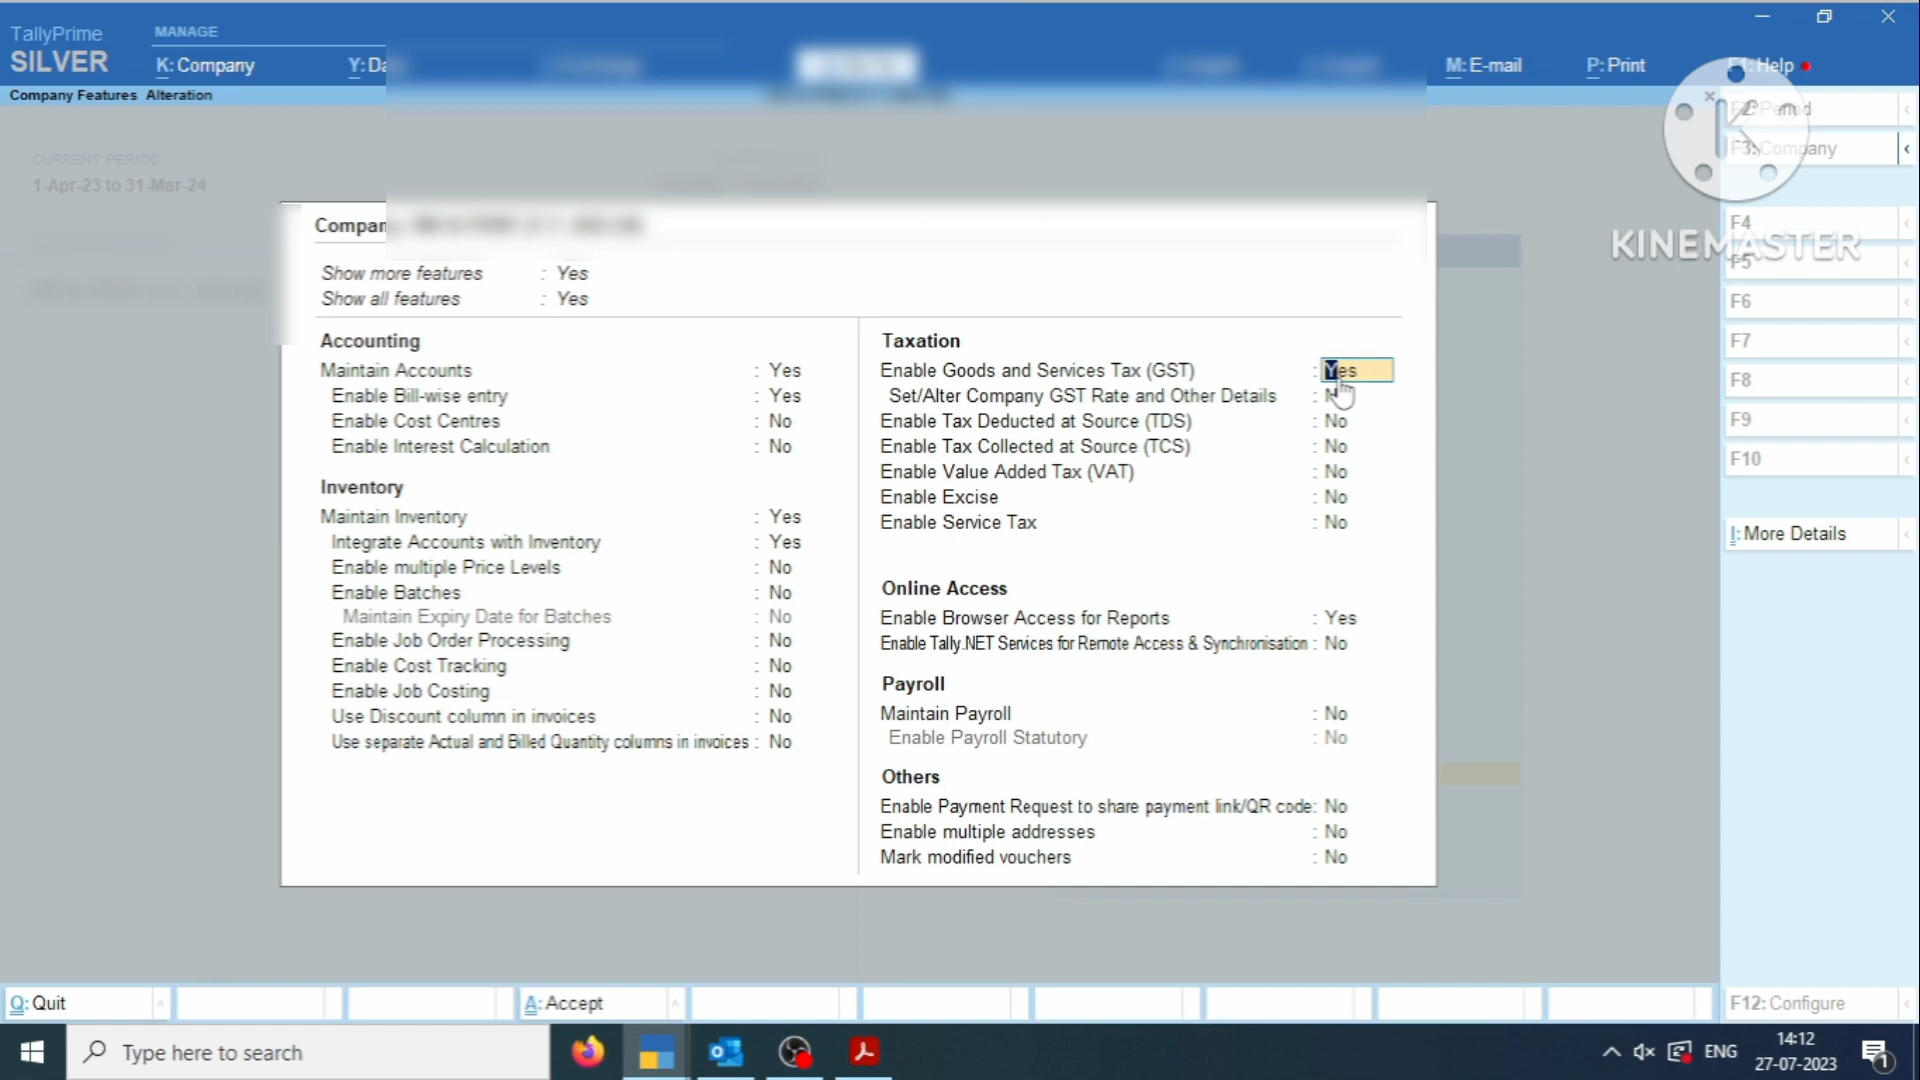 TallyPrime
SILVER
MANAGE
K: Company
Y:
M: E-mail
P: Print
F1: Help
Company Features Alteration
CURRENT PERIOD
1-Apr-23 to 31-Mar-24
Show more features : Yes
Show all features : Yes
Accounting
Maintain Accounts : Yes
Enable Bill-wise entry : Yes
Enable Cost Centres : No
Enable Interest Calculation : No
Inventory
Maintain Inventory : Yes
Integrate Accounts with Inventory : Yes
Enable multiple Price Levels : No
Enable Batches : No
Maintain Expiry Date for Batches : No
Enable Job Order Processing : No
Enable Cost Tracking : No
Enable Job Costing : No
Use Discount column in invoices : No
Use separate Actual and Billed Quantity columns in invoices : No
Taxation
Enable Goods and Services Tax (GST) : Yes
Set/Alter Company GST Rate and Other Details :
Enable Tax Deducted at Source (TDS) : No
Enable Tax Collected at Source (TCS) : No
Enable Value Added Tax (VAT) : No
Enable Excise : No
Enable Service Tax : No
Online Access
Enable Browser Access for Reports : Yes
Enable Tally.NET Services for Remote Access & Synchronisation : No
Payroll
Maintain Payroll : No
Enable Payroll Statutory : No
Others
Enable Payment Request to share payment link/QR code: No
Enable multiple addresses : No
Mark modified vouchers : No
F2: Period
F3: Company
F4
KINEMASTER
F5
F6
F7
F8
F9
F10
I: More Details
F12: Configure
Q: Quit
A: Accept
Type here to search
ENG
14:12
27-07-2023
1